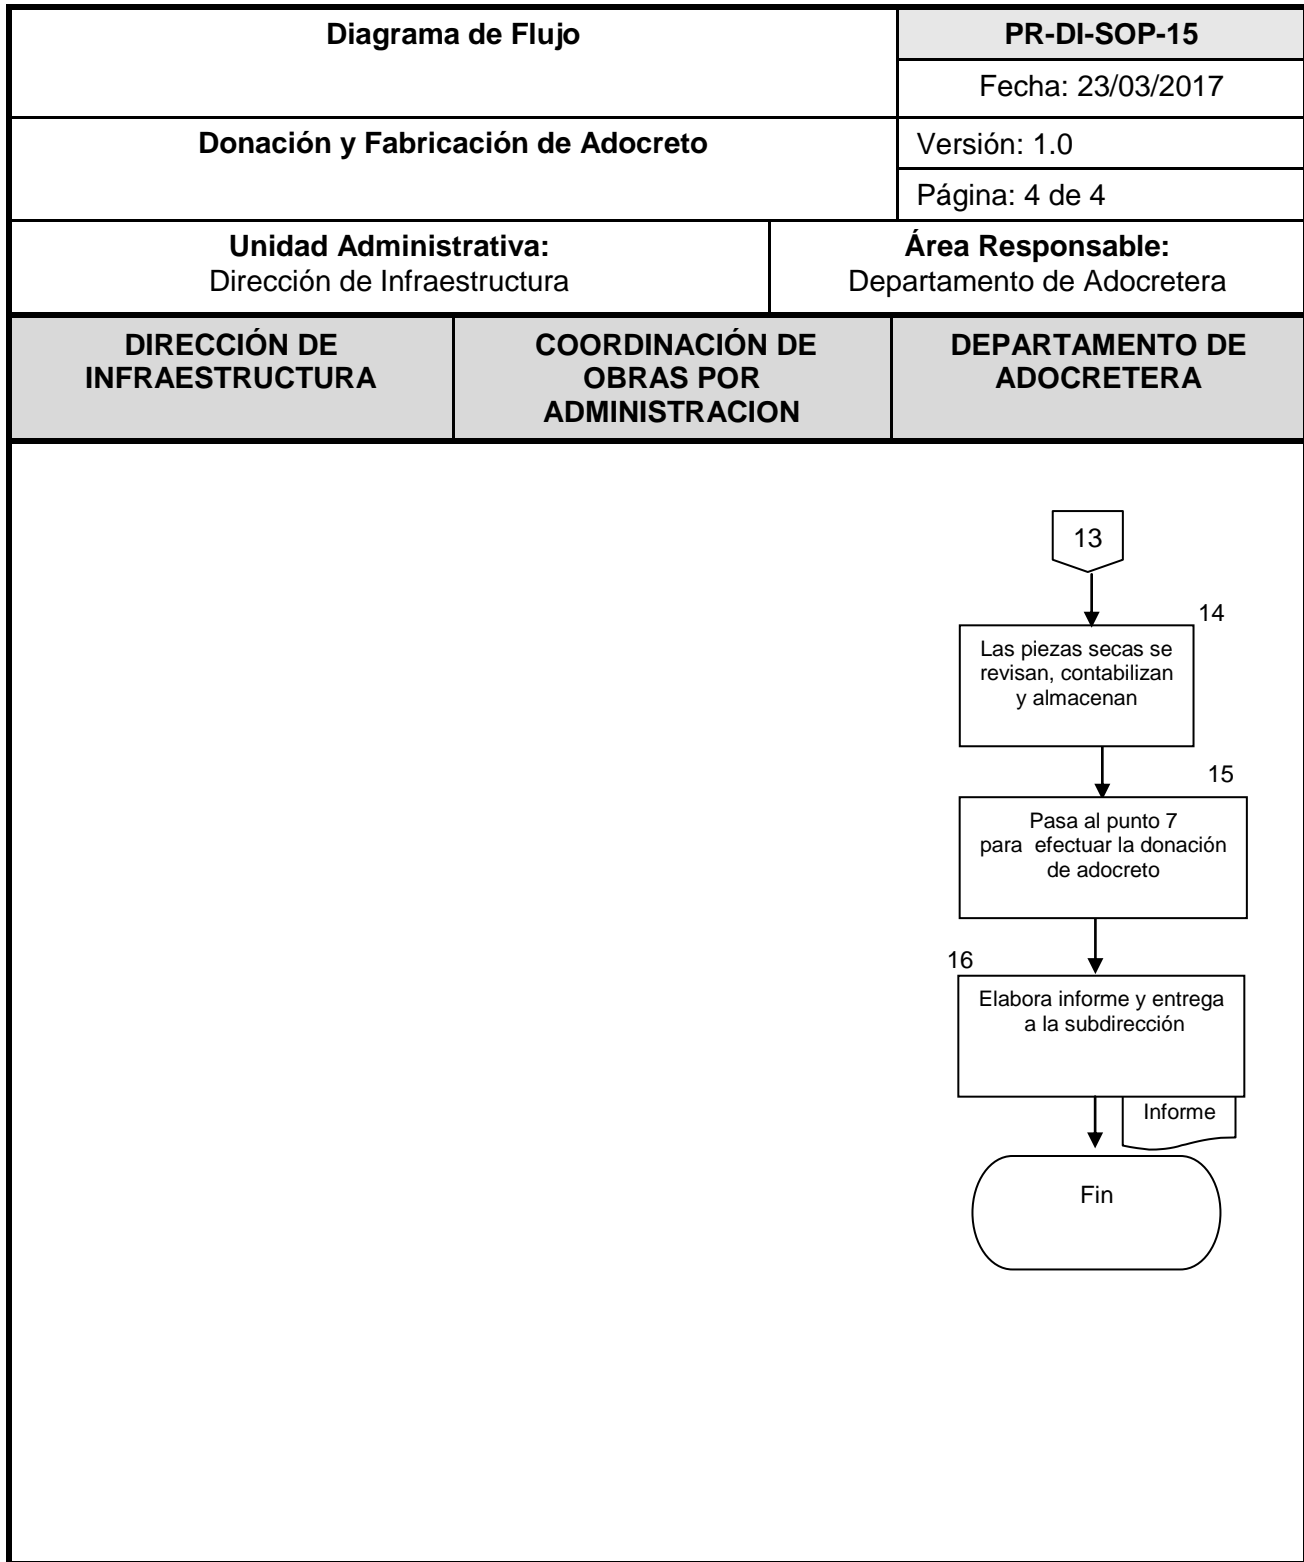 Diagrama de Flujo
PR-DI-SOP-15
Fecha: 23/03/2017
Donación y Fabricación de Adocreto
Versión: 1.0
Página: 4 de 4
Unidad Administrativa:
Dirección de Infraestructura
Área Responsable:
Departamento de Adocretera
DIRECCIÓN DE
INFRAESTRUCTURA
COORDINACIÓN DE
OBRAS POR
ADMINISTRACION
DEPARTAMENTO DE
ADOCRETERA
13
14
Las piezas secas se
revisan, contabilizan
y almacenan
15
Pasa al punto 7
para efectuar la donación
de adocreto
16
Elabora informe y entrega
a la subdirección
Informe
Fin